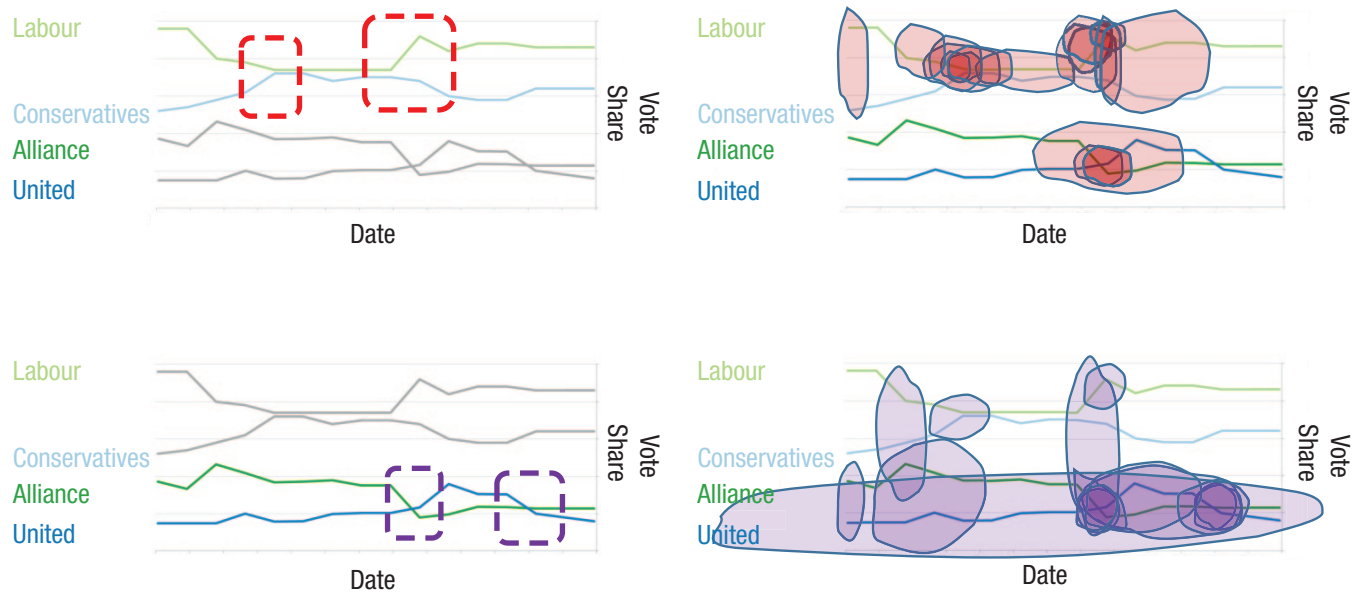 Labour
Conservatives
Alliance
United
Vote
Share
Date
Labour
Conservatives
Alliance
United
Vote
Share
Date
Labour
Conservatives
Alliance
United
Vote
Share
Date
Labour
Conservatives
Alliance
United
Vote
Share
Date